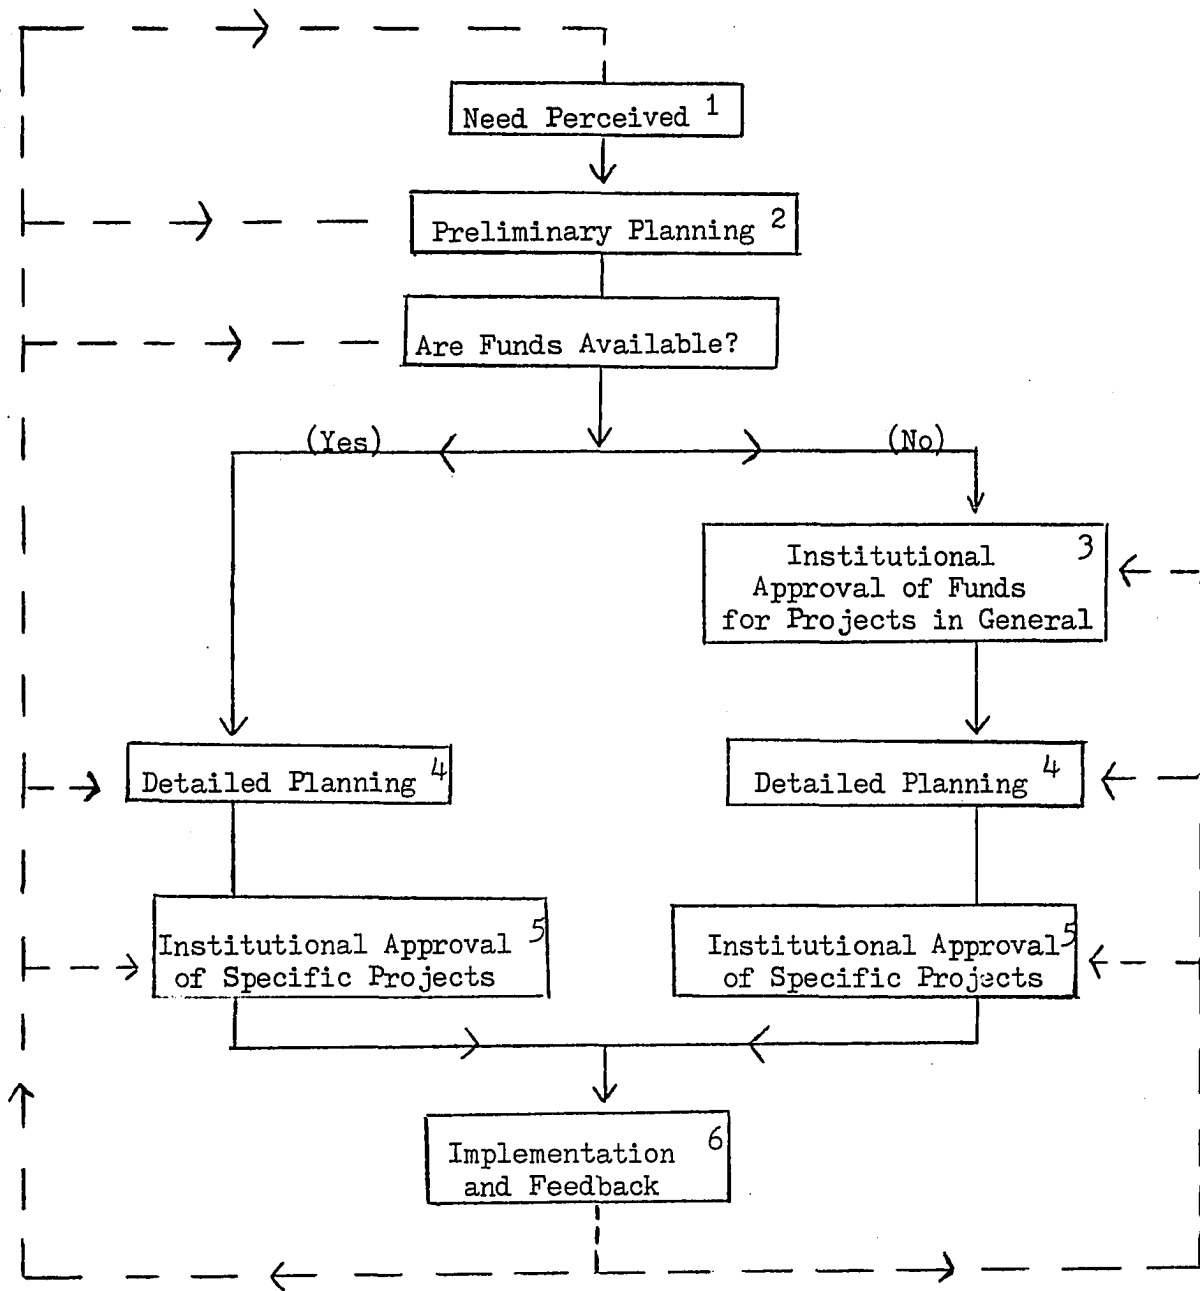 Need Perceived 1
Preliminary Planning 2
Are Funds Available?
(Yes)
(No)
Institutional 3
Approval of Funds
for Projects in General
Detailed Planning 4
Detailed Planning 4
Institutional Approval 5
of Specific Projects
Institutional Approval 5
of Specific Projects
Implementation 6
and Feedback